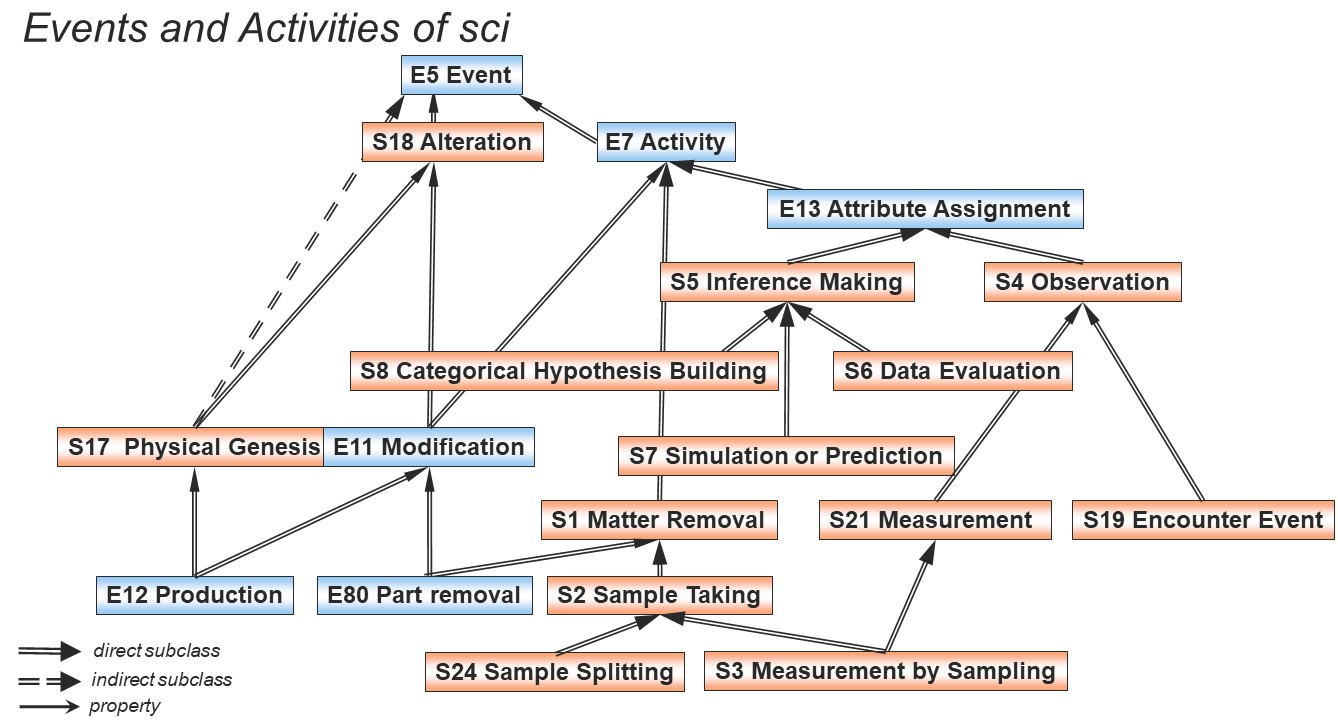 Events and Activities of sci
E5 Event
S18 Alteration
E7 Activity
E13 Attribute Assignment
S5 Inference Making
S4 Observation
S8 Categorical Hypothesis Building
S6 Data Evaluation
S17 Physical Genesis
E11 Modification
S7 Simulation or Prediction
S1 Matter Removal
S21 Measurement
S19 Encounter Event
E12 Production
E80 Part removal
S2 Sample Taking
S24 Sample Splitting
S3 Measurement by Sampling
direct subclass
indirect subclass
property